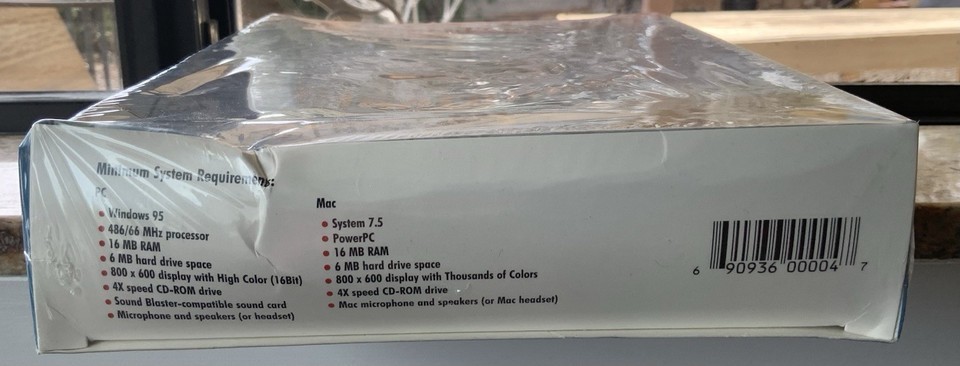 Minimum System Requirements:
PC
• Windows 95
• 486/66 MHz processor
• 16 MB RAM
• 6 MB hard drive space
• 800 x 600 display with High Color (16Bit)
• 4X speed CD-ROM drive
• Sound Blaster-compatible sound card
• Microphone and speakers (or headset)
Mac
• System 7.5
• PowerPC
• 16 MB RAM
• 6 MB hard drive space
• 800 x 600 display with Thousands of Colors
• 4X speed CD-ROM drive
• Mac microphone and speakers (or Mac headset)
6 90936 00004 7